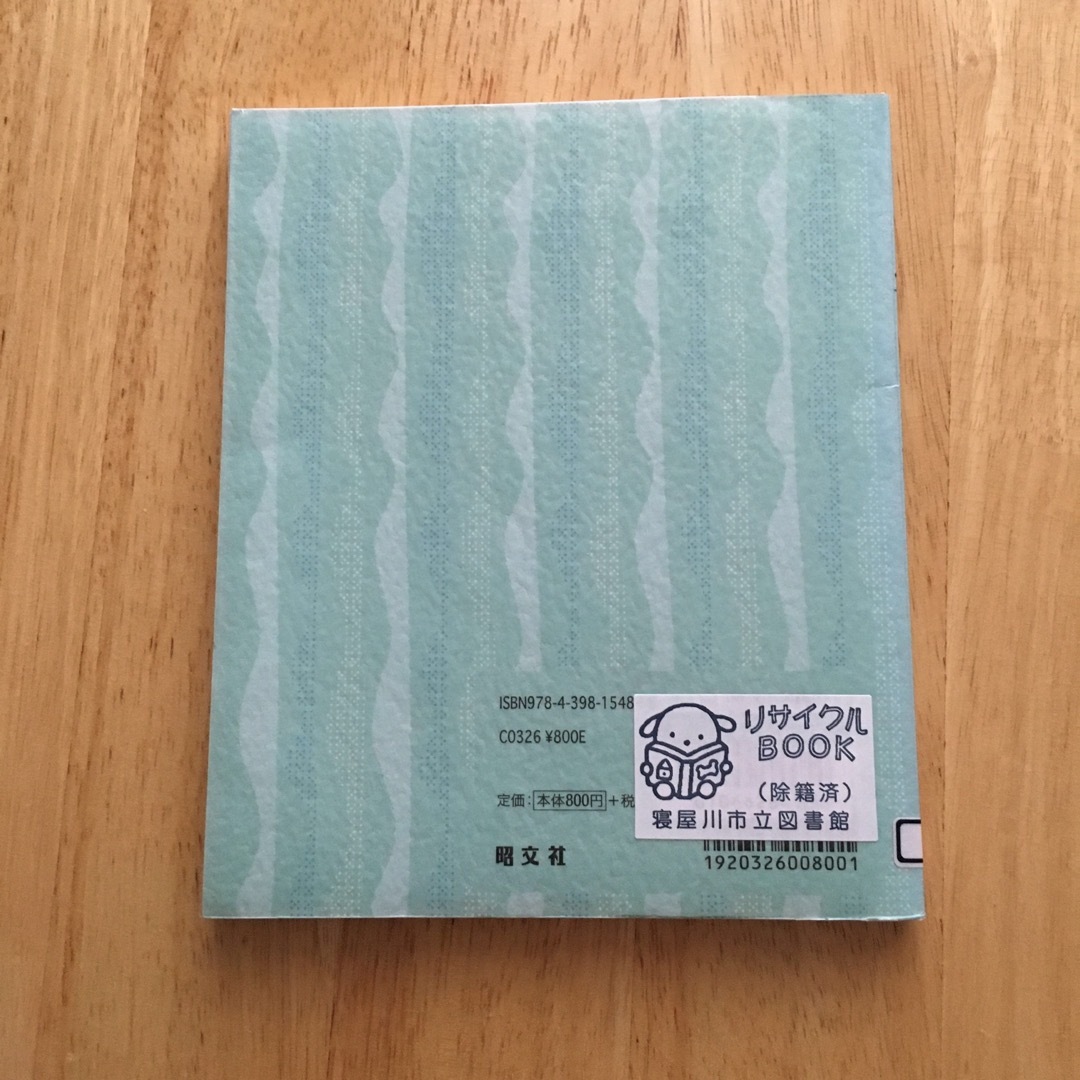 ISBN978-4-398-1548
C0326 ¥800E
定価:本体800円+税
昭文社
リサイクル
BOOK
(除籍済)
寝屋川市立図書館
1920326008001